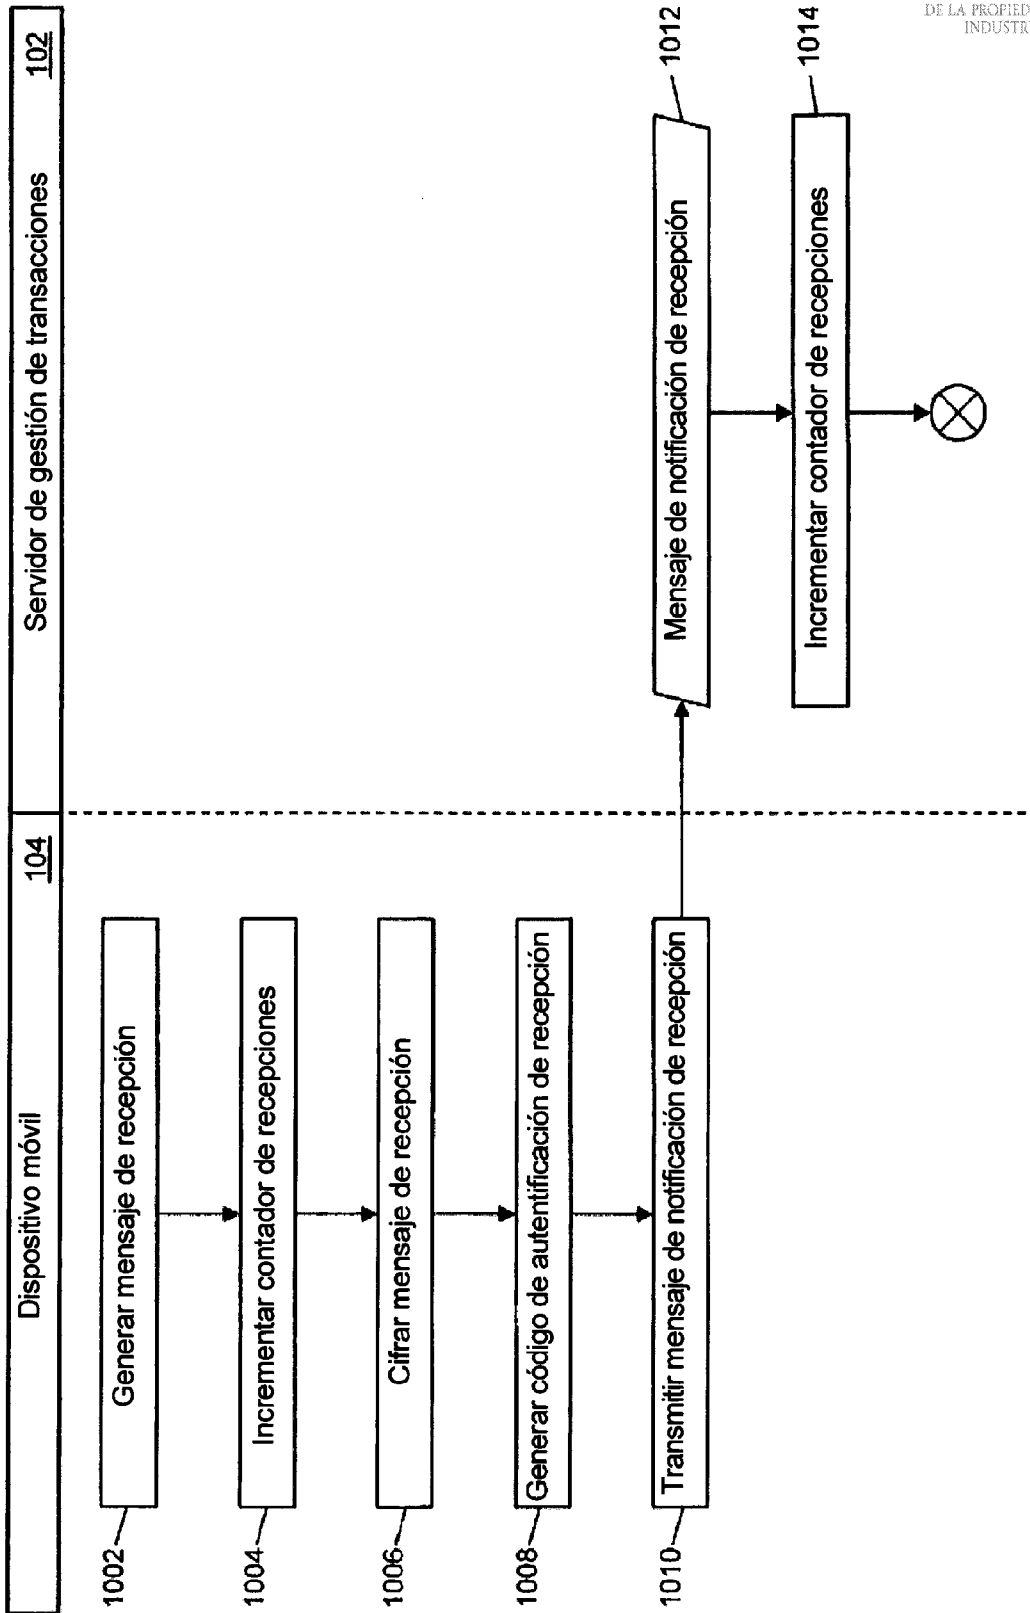 DE LA PROPIED
INDUSTR
Dispositivo móvil 104
Servidor de gestión de transacciones 102
1002
Generar mensaje de recepción
1004
Incrementar contador de recepciones
1006
Cifrar mensaje de recepción
1008
Generar código de autentificación de recepción
1010
Transmitir mensaje de notificación de recepción
Mensaje de notificación de recepción
1012
Incrementar contador de recepciones
1014